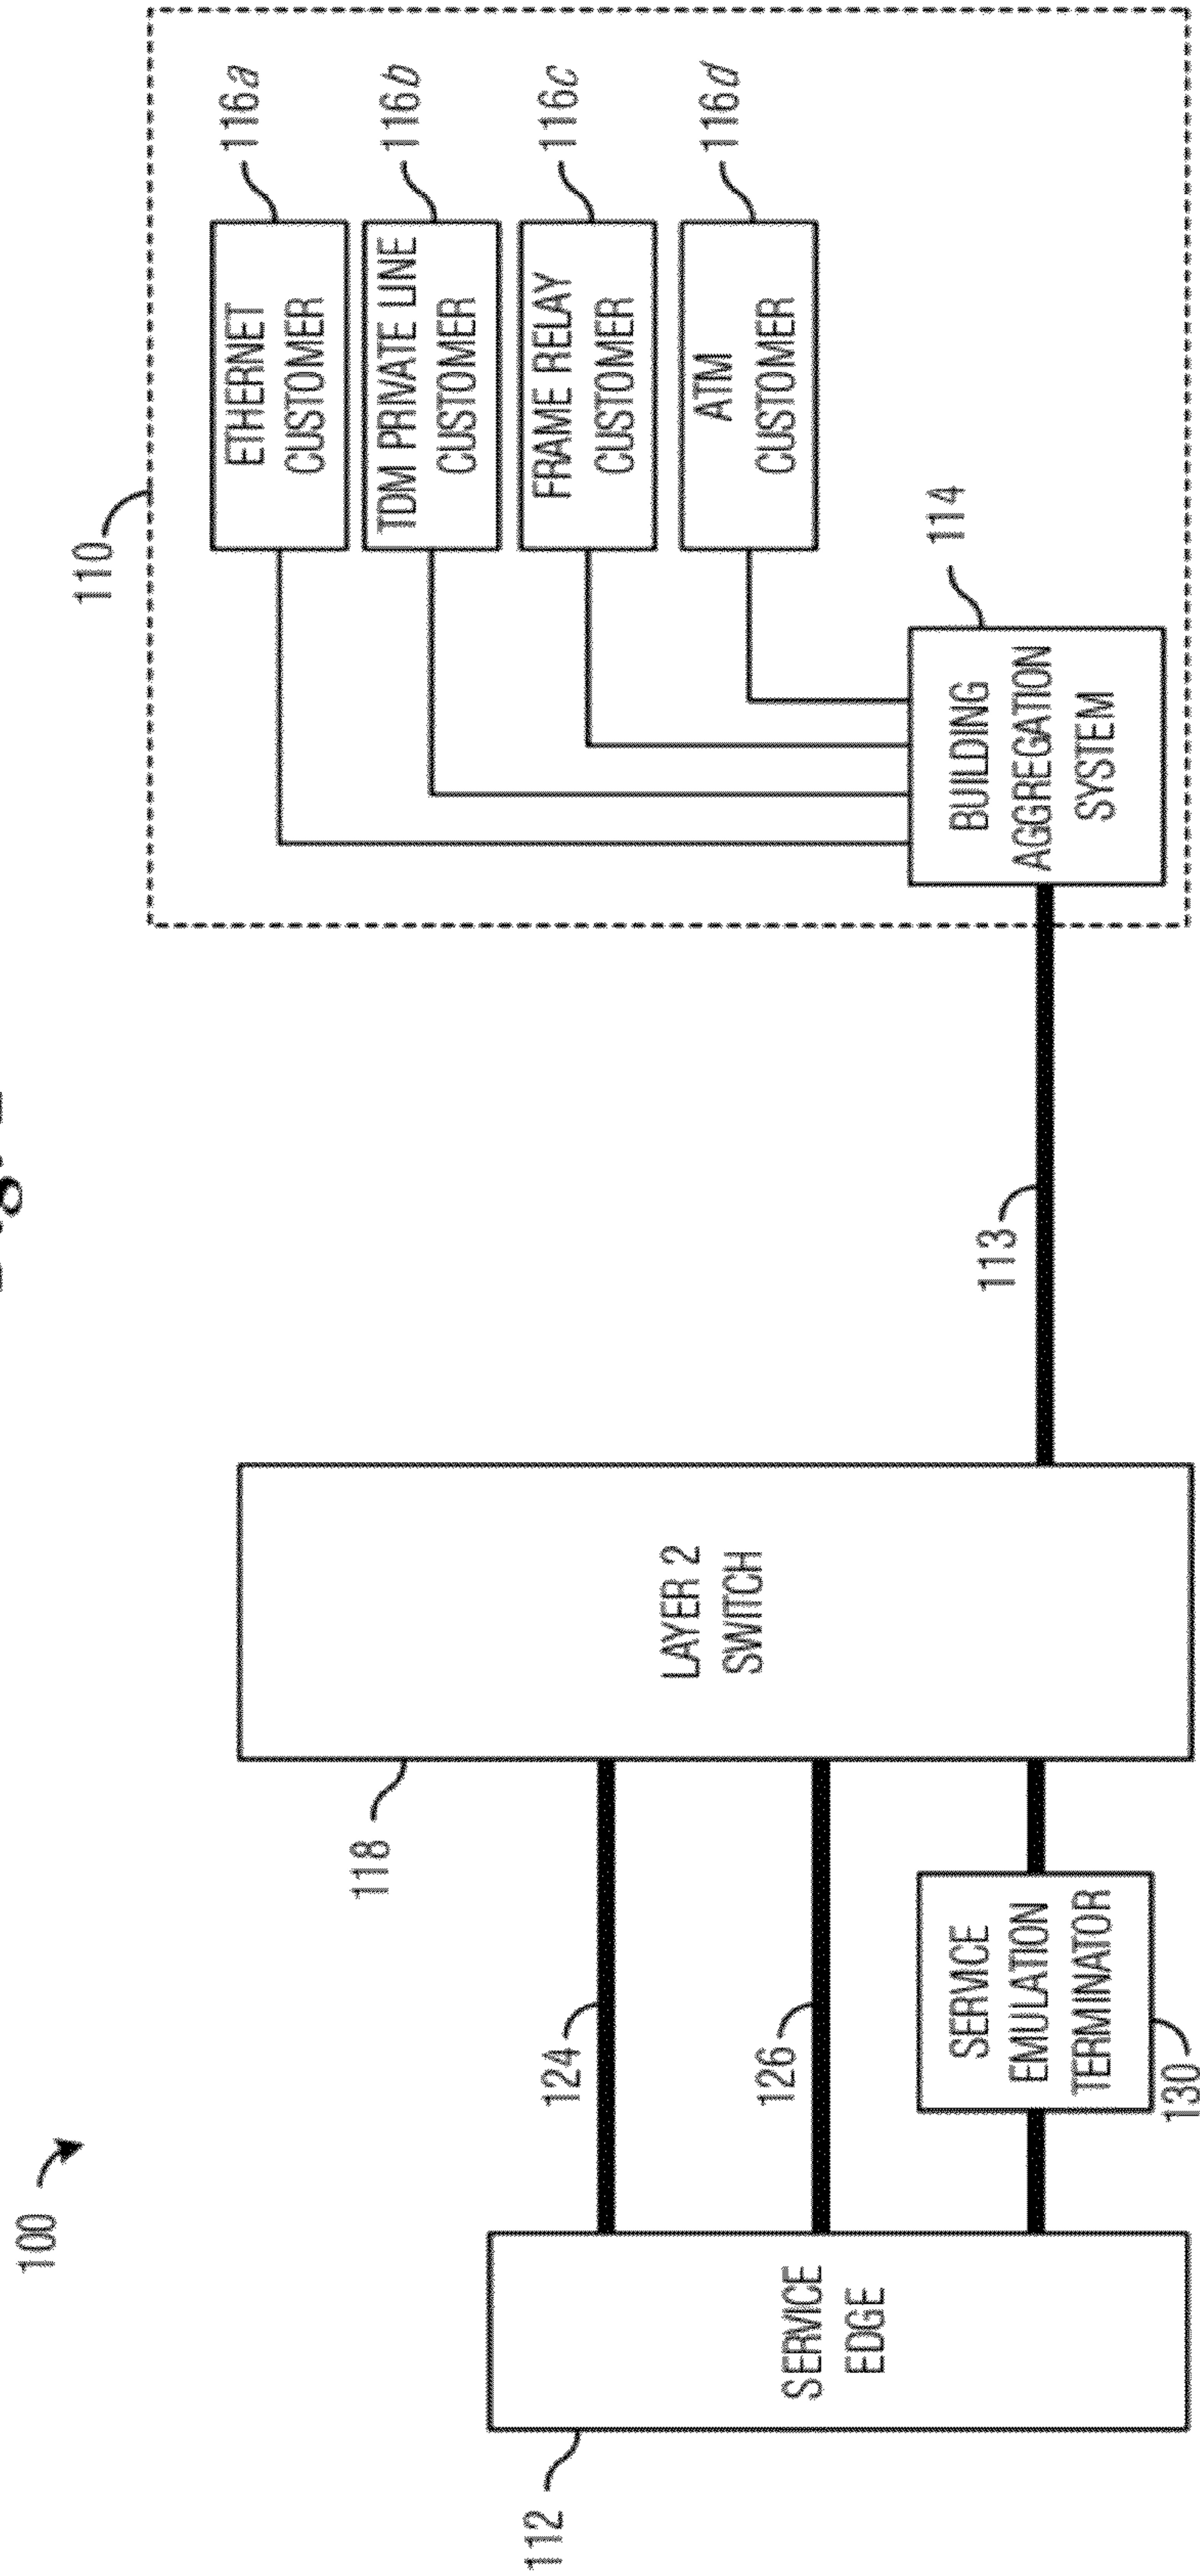 100
110
ETHERNET
CUSTOMER
116a
TDM PRIVATE LINE
CUSTOMER
116b
FRAME RELAY
CUSTOMER
116c
ATM
CUSTOMER
116d
BUILDING
AGGREGATION
SYSTEM
114
113
LAYER 2
SWITCH
118
124
126
SERVICE
EMULATION
TERMINATOR
130
SERVICE
EDGE
112